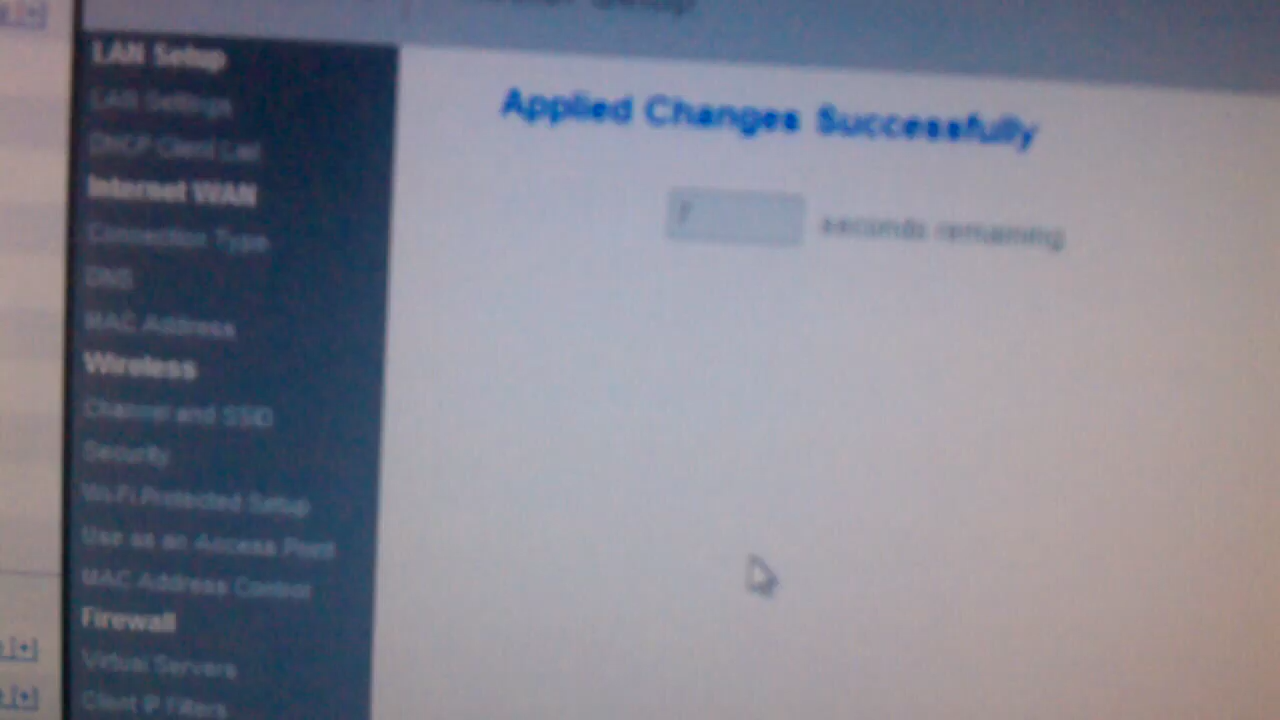 Setup
LAN Setup
LAN Settings
DHCP Client List
Internet WAN
Connection Type
DNS
MAC Address
Wireless
Channel and SSID
Security
Wi-Fi Protected Setup
Use as an Access Point
MAC Address Control
Firewall
Virtual Servers
Client IP Filters
Applied Changes Successfully
7 seconds remaining
[+]
[+]
[+]